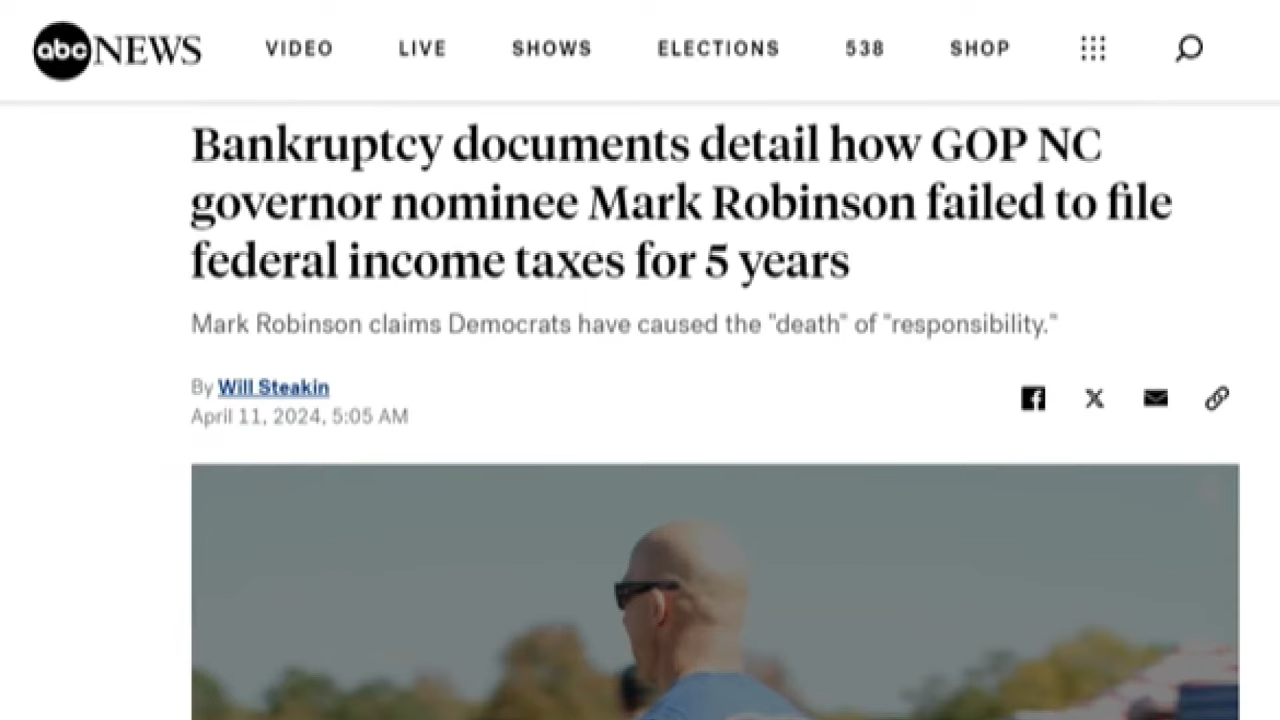 abc NEWS VIDEO LIVE SHOWS ELECTIONS 538 SHOP
Bankruptcy documents detail how GOP NC
governor nominee Mark Robinson failed to file
federal income taxes for 5 years
Mark Robinson claims Democrats have caused the "death" of "responsibility."
By Will Steakin
April 11, 2024, 5:05 AM